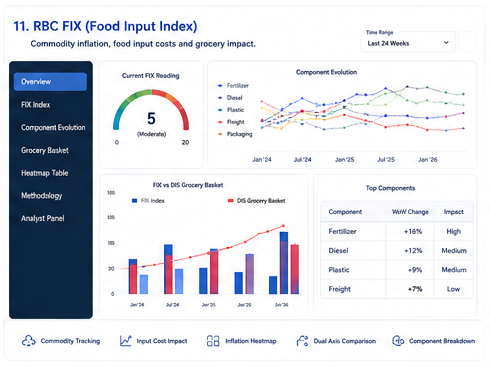 11. RBC FIX (Food Input Index)
Commodity inflation, food input costs and grocery impact.
Time Range
Last 24 Weeks
Overview
FIX Index
Component Evolution
Grocery Basket
Heatmap Table
Methodology
Analyst Panel
Current FIX Reading
5
(Moderate)
0
20
Component Evolution
Fertilizer
Diesel
Plastic
Freight
Packaging
Jan'24
Jul'24
Jan'25
Jul'25
Jan'26
FIX vs DIS Grocery Basket
FIX Index
DIS Grocery Basket
0
Jan'24
Jul'24
Jan'25
Jan'25
Top Components
Component WoW Change Impact
Fertilizer +16% High
Diesel +12% Medium
Plastic +9% Medium
Freight +7% Low
Commodity Tracking
Input Cost Impact
Inflation Heatmap
Dual Axis Comparison
Component Breakdown